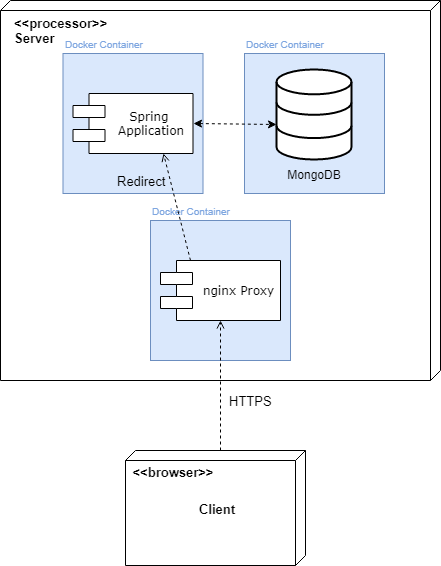 <<processor>>
Server
Docker Container
Docker Container
Spring
Application
MongoDB
Redirect
Docker Container
nginx Proxy
HTTPS
<<browser>>
Client